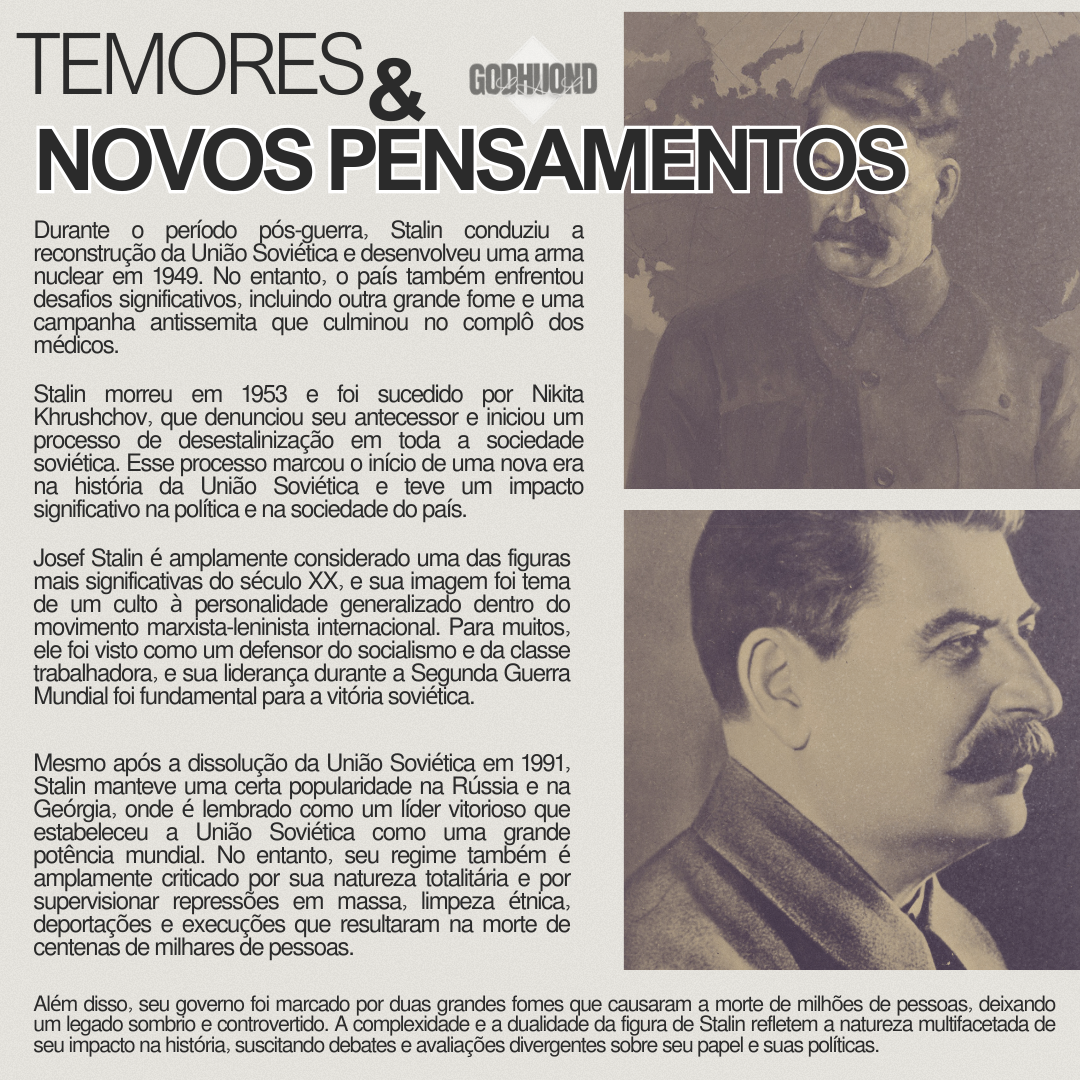 TEMORES &
GODHUOND
NOVOS PENSAMENTOS
Durante o período pós-guerra, Stalin conduziu a
reconstrução da União Soviética e desenvolveu uma arma
nuclear em 1949. No entanto, o país também enfrentou
desafios significativos, incluindo outra grande fome e uma
campanha antissemita que culminou no complô dos
médicos.
Stalin morreu em 1953 e foi sucedido por Nikita
Khrushchov, que denunciou seu antecessor e iniciou um
processo de desestalinização em toda a sociedade
soviética. Esse processo marcou o início de uma nova era
na história da União Soviética e teve um impacto
significativo na política e na sociedade do país.
Josef Stalin é amplamente considerado uma das figuras
mais significativas do século XX, e sua imagem foi tema
de um culto à personalidade generalizado dentro do
movimento marxista-leninista internacional. Para muitos,
ele foi visto como um defensor do socialismo e da classe
trabalhadora, e sua liderança durante a Segunda Guerra
Mundial foi fundamental para a vitória soviética.
Mesmo após a dissolução da União Soviética em 1991,
Stalin manteve uma certa popularidade na Rússia e na
Geórgia, onde é lembrado como um líder vitorioso que
estabeleceu a União Soviética como uma grande
potência mundial. No entanto, seu regime também é
amplamente criticado por sua natureza totalitária e por
supervisionar repressões em massa, limpeza étnica,
deportações e execuções que resultaram na morte de
centenas de milhares de pessoas.
Além disso, seu governo foi marcado por duas grandes fomes que causaram a morte de milhões de pessoas, deixando
um legado sombrio e controvertido. A complexidade e a dualidade da figura de Stalin refletem a natureza multifacetada de
seu impacto na história, suscitando debates e avaliações divergentes sobre seu papel e suas políticas.